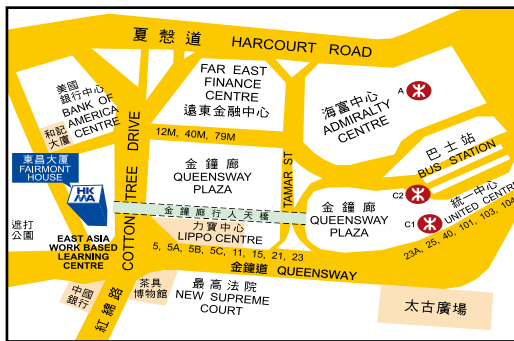 夏慤道 HARCOURT ROAD
美國
銀行中心
BANK OF
AMERICA
CENTRE
和記
大廈
FAR EAST
FINANCE
CENTRE
遠東金融中心
海富中心
ADMIRALTY
CENTRE
A
12M, 40M, 79M
巴士站
BUS STATION
東昌大廈
FAIRMONT
HOUSE
HK
MA
COTTON TREE DRIVE
紅綿路
金鐘廊
QUEENSWAY
PLAZA
TAMAR ST
金鐘廊
QUEENSWAY
PLAZA
C2
統一中心
UNITED CENTRE
C1
23A, 25, 40, 101, 103, 104
金鐘廊行人天橋
遮打
公園
力寶中心
LIPPO CENTRE
EAST ASIA
WORK BASED
LEARNING
CENTRE
5, 5A, 5B, 5C, 11, 15, 21, 23
金鐘道 QUEENSWAY
中國
銀行
茶具
博物館
最高法院
NEW SUPREME
COURT
太古廣場